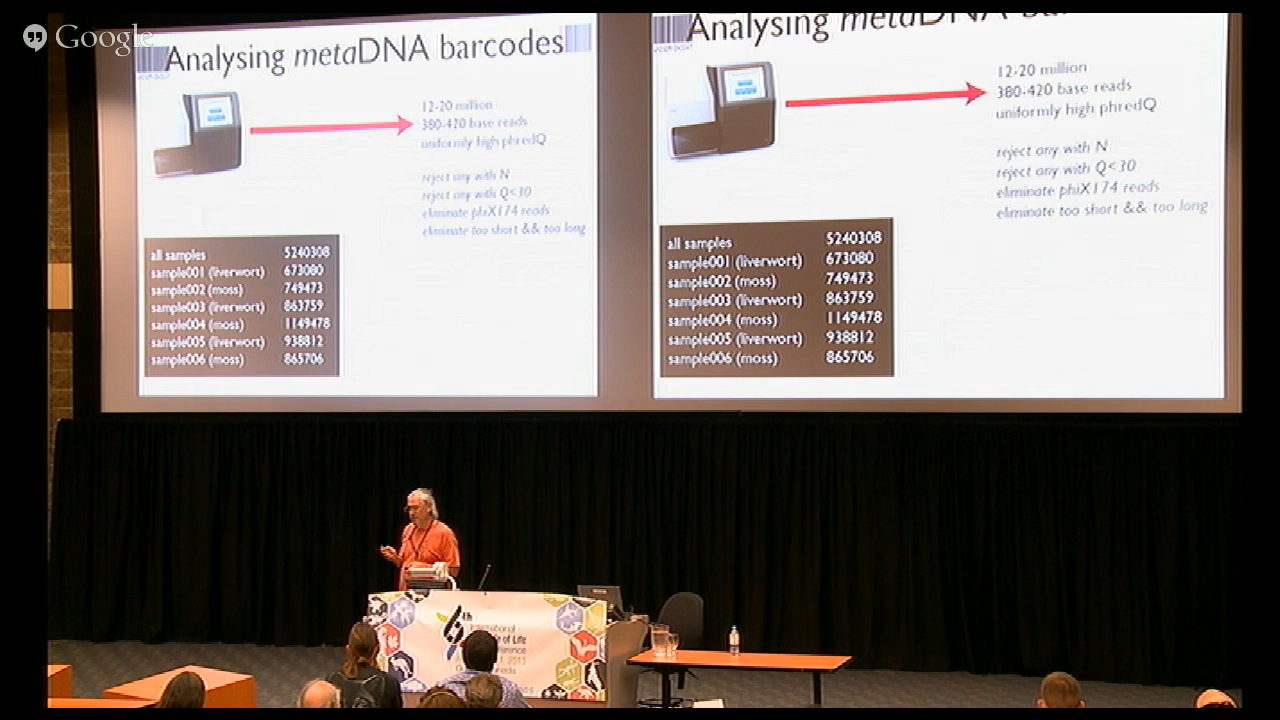 Google
Analysing metaDNA barcodes
12-20 million
380-420 base reads
uniformly high phredQ
reject any with N
reject any with Q<30
eliminate phiX174 reads
eliminate too short && too long
all samples 5240308
sample001 (liverwort) 673080
sample002 (moss) 749473
sample003 (liverwort) 863759
sample004 (moss) 1149478
sample005 (liverwort) 938812
sample006 (moss) 865706
Analysing metaDNA
12-20 million
380-420 base reads
uniformly high phredQ
reject any with N
reject any with Q<30
eliminate phiX174 reads
eliminate too short && too long
all samples 5240308
sample001 (liverwort) 673080
sample002 (moss) 749473
sample003 (liverwort) 863759
sample004 (moss) 1149478
sample005 (liverwort) 938812
sample006 (moss) 865706
International
of Life